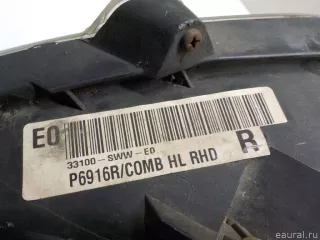 E0
33100-SWW-E0
P6916R/COMB HL RHD
R
© eaural.ru